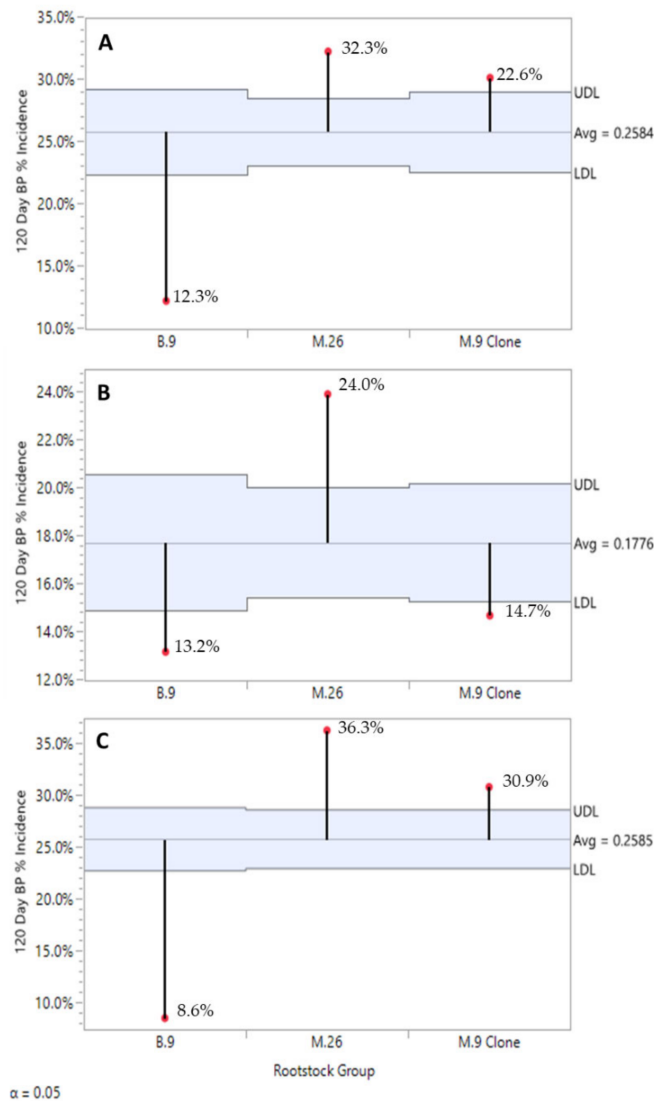 35.0%
A
32.3%
30.0%
22.6%
UDL
25.0%
Avg = 0.2584
LDL
20.0%
15.0%
12.3%
10.0%
120 Day BP % Incidence
B.9 M.26 M.9 Clone
B
24.0%
24.0%
22.0%
20.0%
UDL
18.0%
Avg = 0.1776
16.0%
LDL
14.7%
14.0%
13.2%
12.0%
120 Day BP % Incidence
B.9 M.26 M.9 Clone
C
36.3%
35.0%
30.9%
30.0%
UDL
Avg = 0.2585
25.0%
LDL
20.0%
15.0%
10.0%
8.6%
120 Day BP % Incidence
B.9 M.26 M.9 Clone
Rootstock Group
α = 0.05